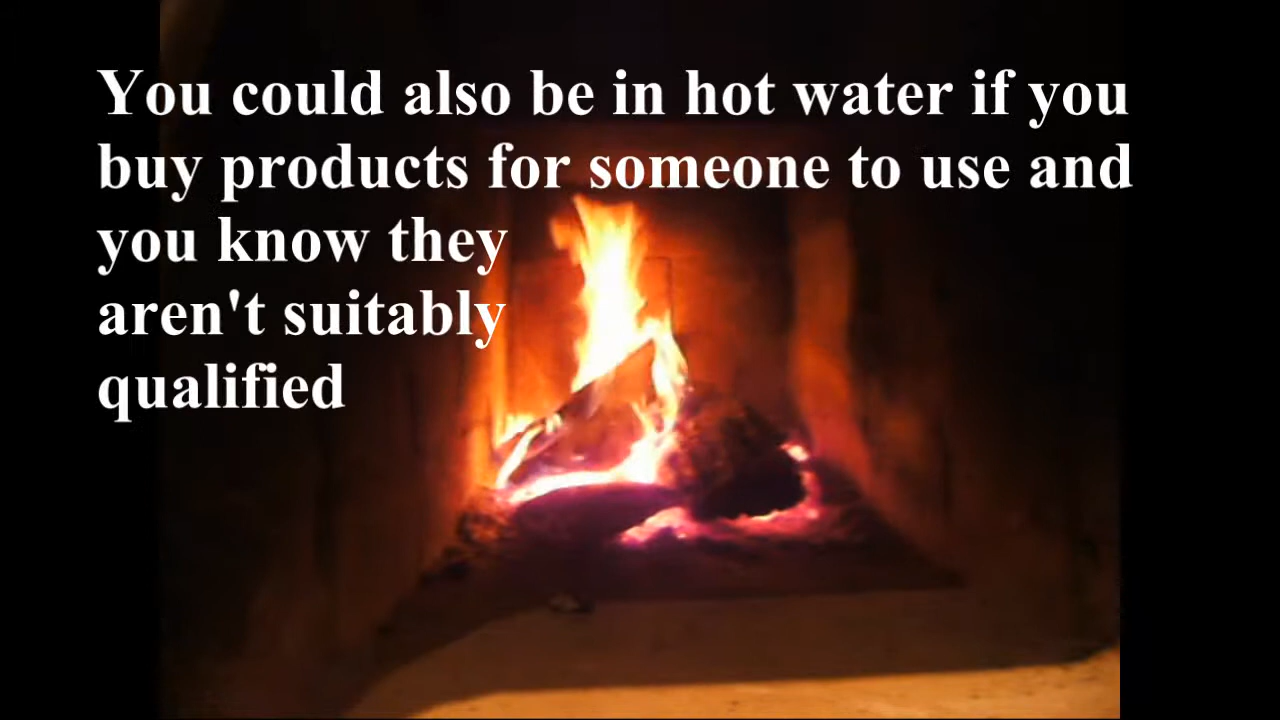 You could also be in hot water if you
buy products for someone to use and
you know they
aren't suitably
qualified